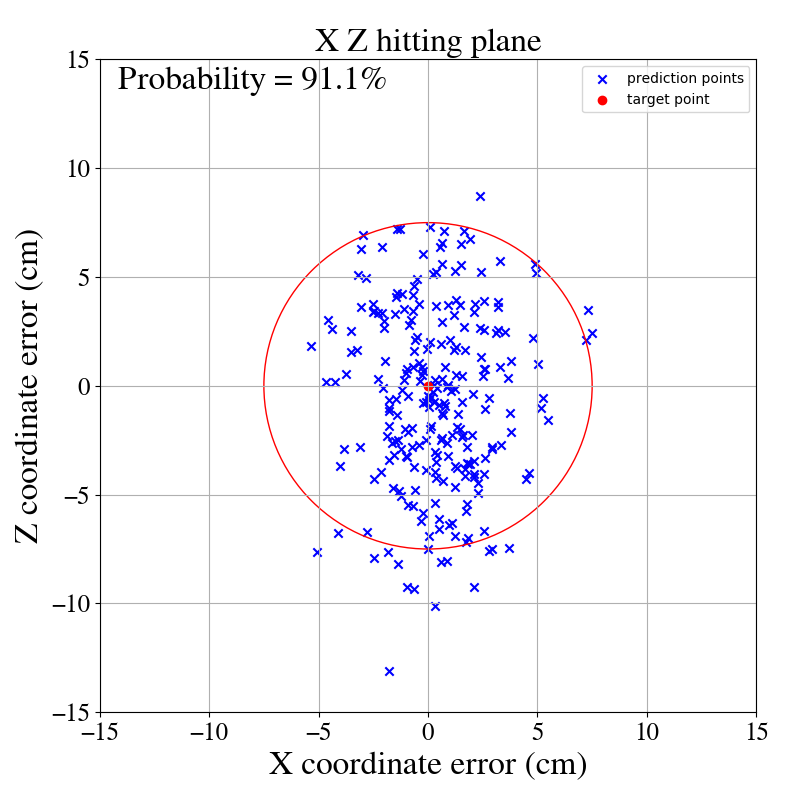 X Z hitting plane
Probability = 91.1%
prediction points
target point
Z coordinate error (cm)
15
10
5
0
−5
−10
−15
−15
−10
−5
0
5
10
15
X coordinate error (cm)